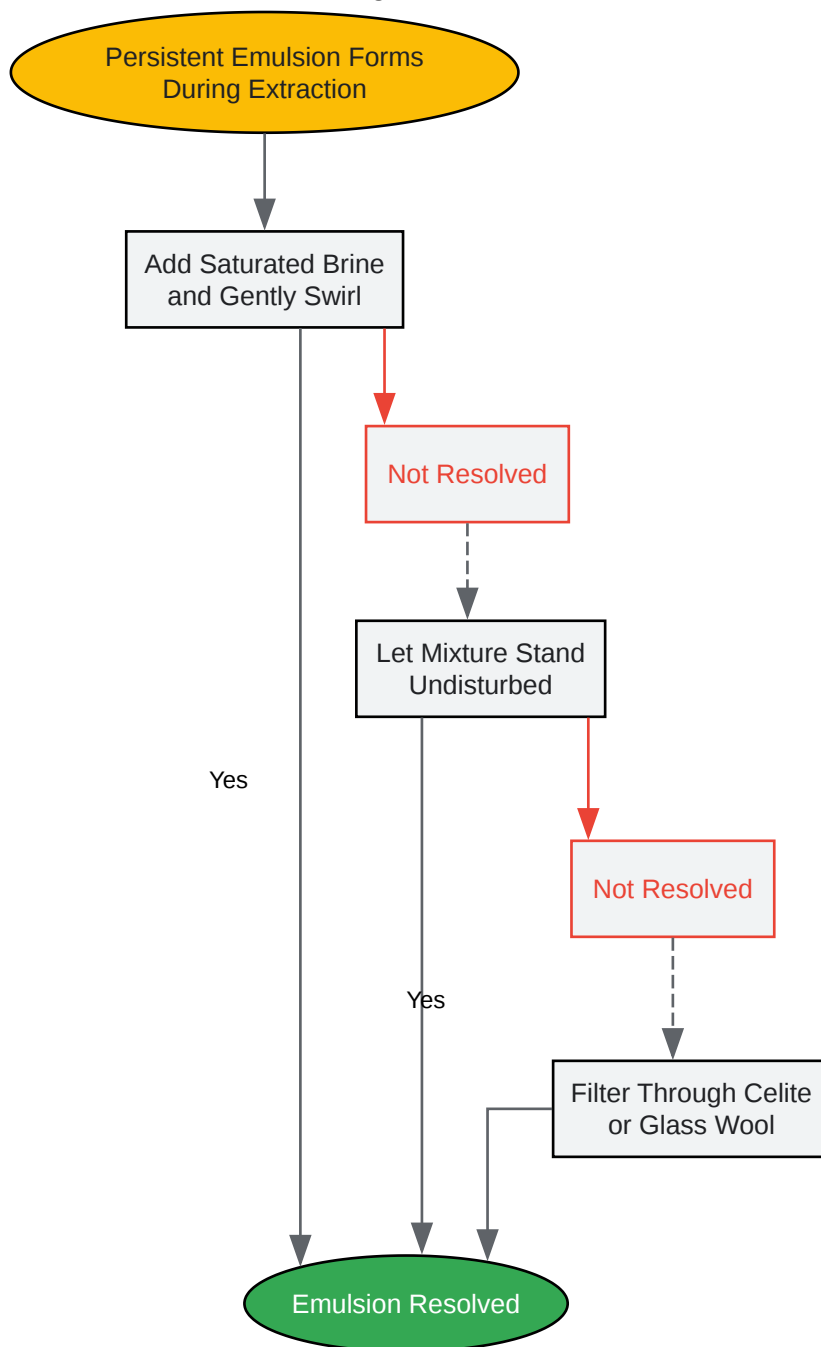 Persistent Emulsion Forms
During Extraction
Add Saturated Brine
and Gently Swirl
Not Resolved
Let Mixture Stand
Undisturbed
Yes
Not Resolved
Yes
Filter Through Celite
or Glass Wool
Emulsion Resolved